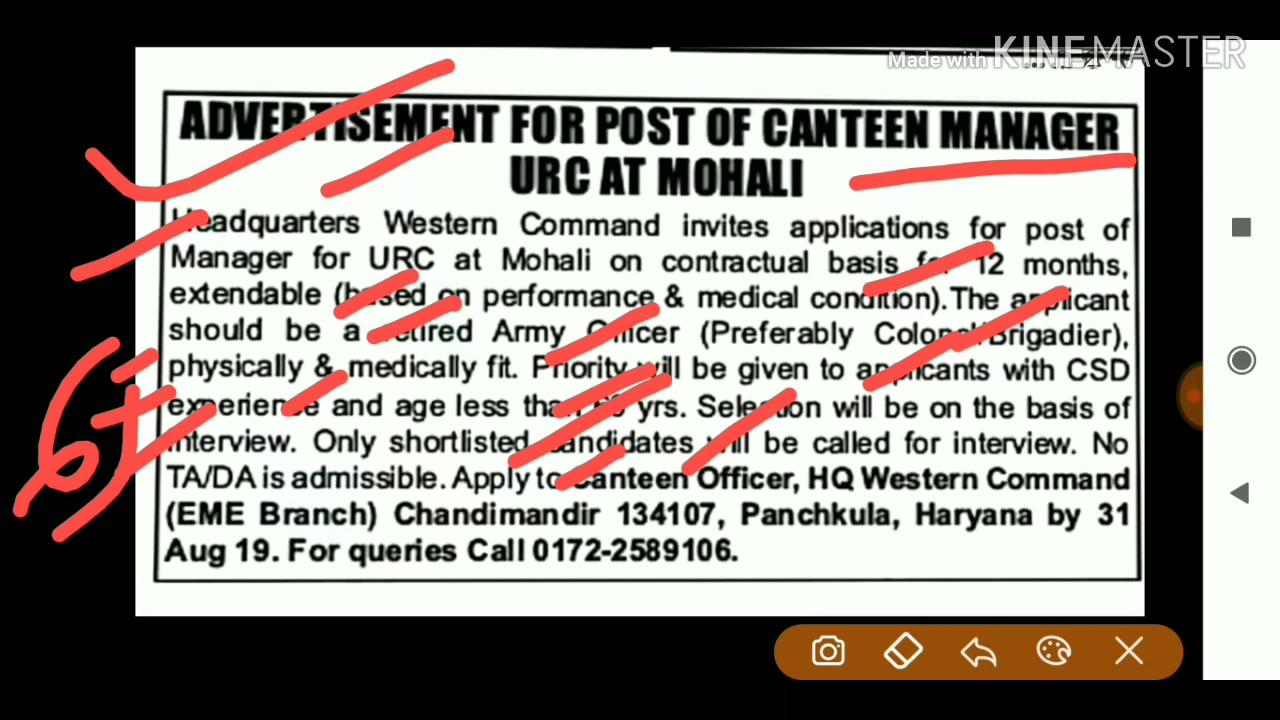 Made with KINEMASTER
ADVERTISEMENT FOR POST OF CANTEEN MANAGER
URC AT MOHALI
Headquarters Western Command invites applications for post of
Manager for URC at Mohali on contractual basis for 12 months,
extendable (based on performance & medical condition).The applicant
should be a retired Army Officer (Preferably Colonel/Brigadier),
physically & medically fit. Priority will be given to applicants with CSD
experience and age less than yrs. Selection will be on the basis of
interview. Only shortlisted candidates will be called for interview. No
TA/DA is admissible. Apply to Canteen Officer, HQ Western Command
(EME Branch) Chandimandir 134107, Panchkula, Haryana by 31
Aug 19. For queries Call 0172-2589106.